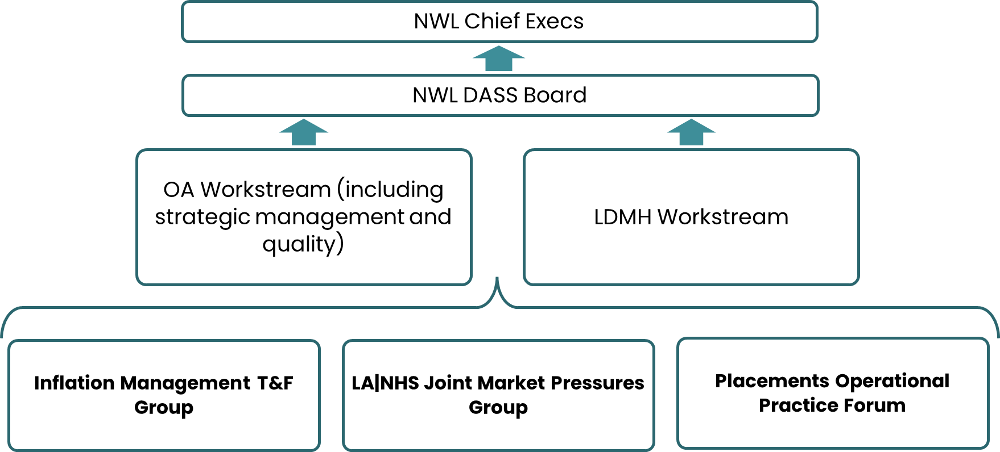 NWL Chief Execs
NWL DASS Board
OA Workstream (including
strategic management and
quality)
LDMH Workstream
Inflation Management T&F
Group
LA|NHS Joint Market Pressures
Group
Placements Operational
Practice Forum